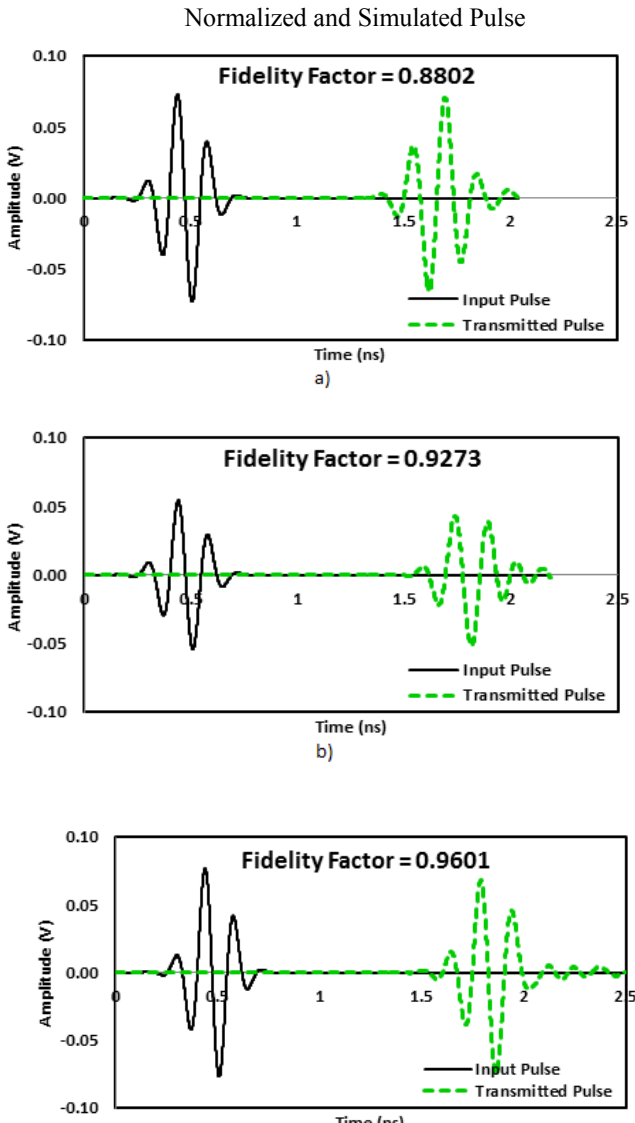 Normalized and Simulated Pulse
Fidelity Factor = 0.8802
0.10
0.05
0.00
-0.05
-0.10
Amplitude (V)
0 0.5 1 1.5 2 2.5
Input Pulse
Transmitted Pulse
Time (ns)
a)
Fidelity Factor = 0.9273
0.10
0.05
0.00
-0.05
-0.10
Amplitude (V)
0 0.5 1 1.5 2 2.5
Input Pulse
Transmitted Pulse
Time (ns)
b)
Fidelity Factor = 0.9601
0.10
0.05
0.00
-0.05
-0.10
Amplitude (V)
0 0.5 1 1.5 2 2.5
Input Pulse
Transmitted Pulse
Time (ns)